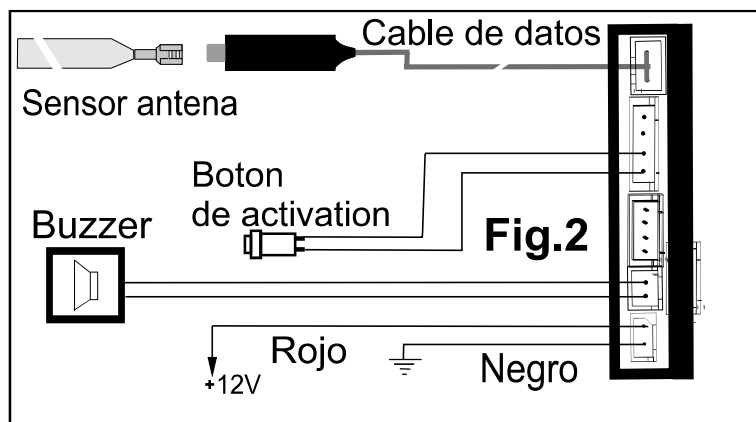 Cable de datos
Sensor antena
Boton
de activation
Buzzer
Fig.2
Rojo
Negro
+12V